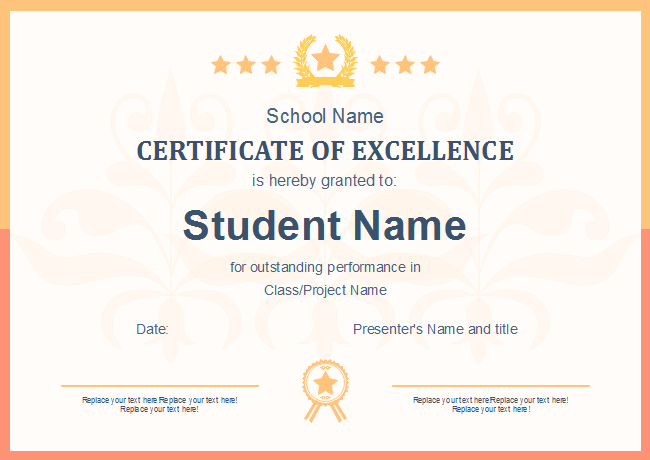 School Name
CERTIFICATE OF EXCELLENCE
is hereby granted to:
Student Name
for outstanding performance in
Class/Project Name
Date:
Presenter's Name and title
Replace your text here!Replace your text here!
Replace your text here!
Replace your text here!Replace your text here!
Replace your text here!